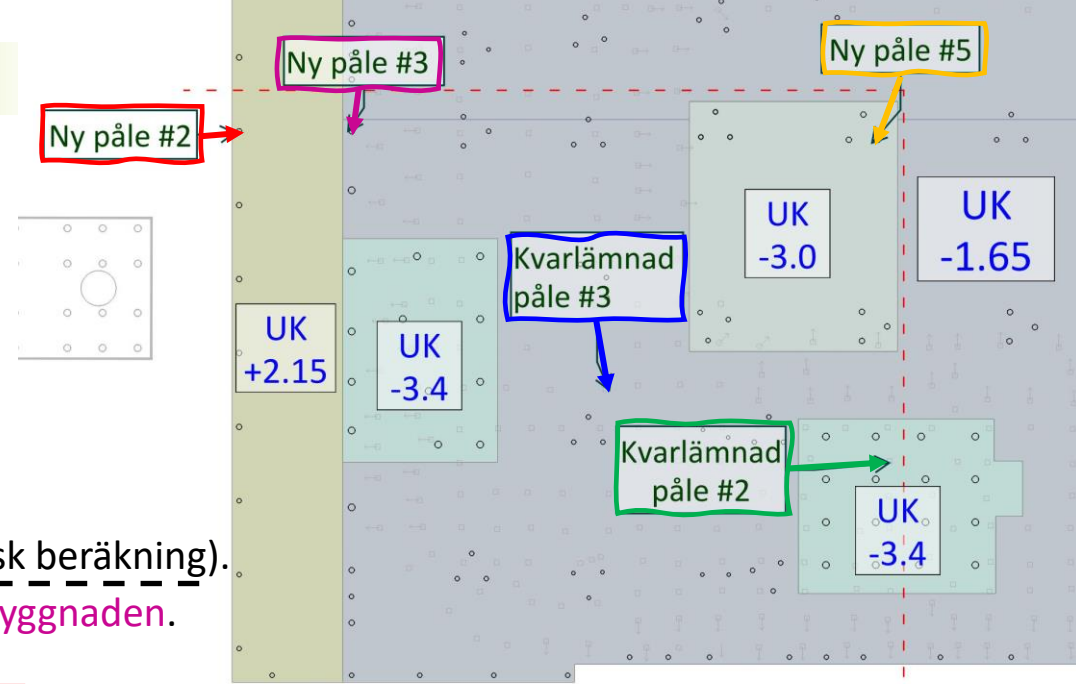 Ny påle #3
Ny påle #5
Ny påle #2
UK
-3.0
UK
-1.65
Kvarlämnad
påle #3
UK
+2.15
UK
-3.4
Kvarlämnad
påle #2
UK
-3.4
sk beräkning).
yggnaden.